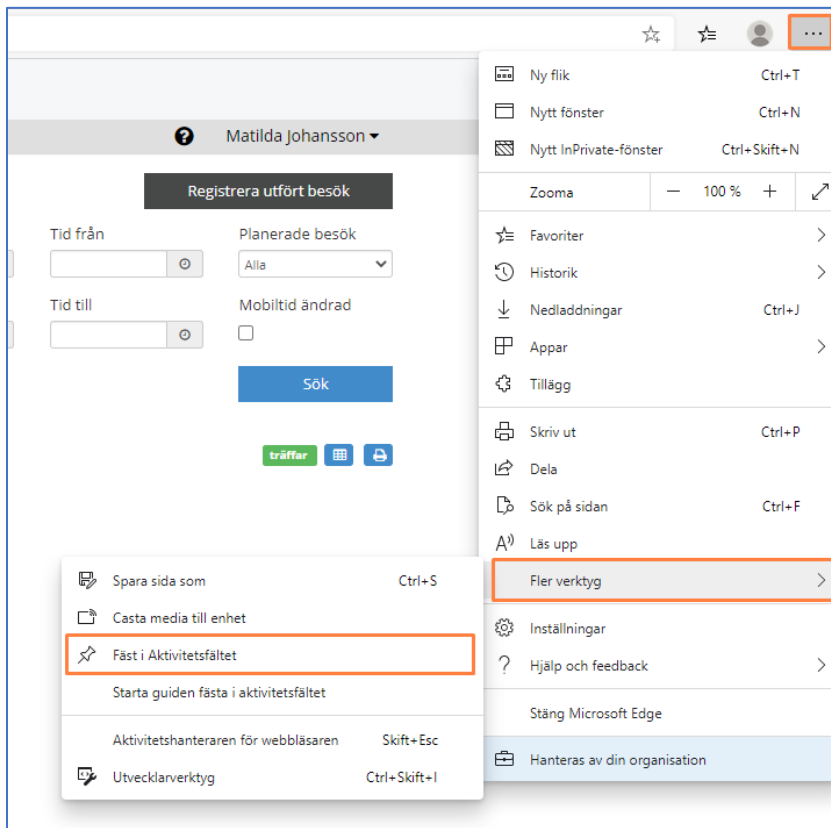 Matilda Johansson
Registrera utfört besök
Tid från
Planerade besök
Alla
Tid till
Mobiltid ändrad
Sök
träffar
Ny flik Ctrl+T
Nytt fönster Ctrl+N
Nytt InPrivate-fönster Ctrl+Skift+N
Zooma — 100 % +
Favoriter
Historik
Nedladdningar Ctrl+J
Appar
Tillägg
Skriv ut Ctrl+P
Dela
Sök på sidan Ctrl+F
Läs upp
Fler verktyg
Inställningar
Hjälp och feedback
Stäng Microsoft Edge
Hanteras av din organisation
Spara sida som Ctrl+S
Casta media till enhet
Fäst i Aktivitetsfältet
Starta guiden fästa i aktivitetsfältet
Aktivitetshanteraren för webbläsaren Skift+Esc
Utvecklarverktyg Ctrl+Skift+I